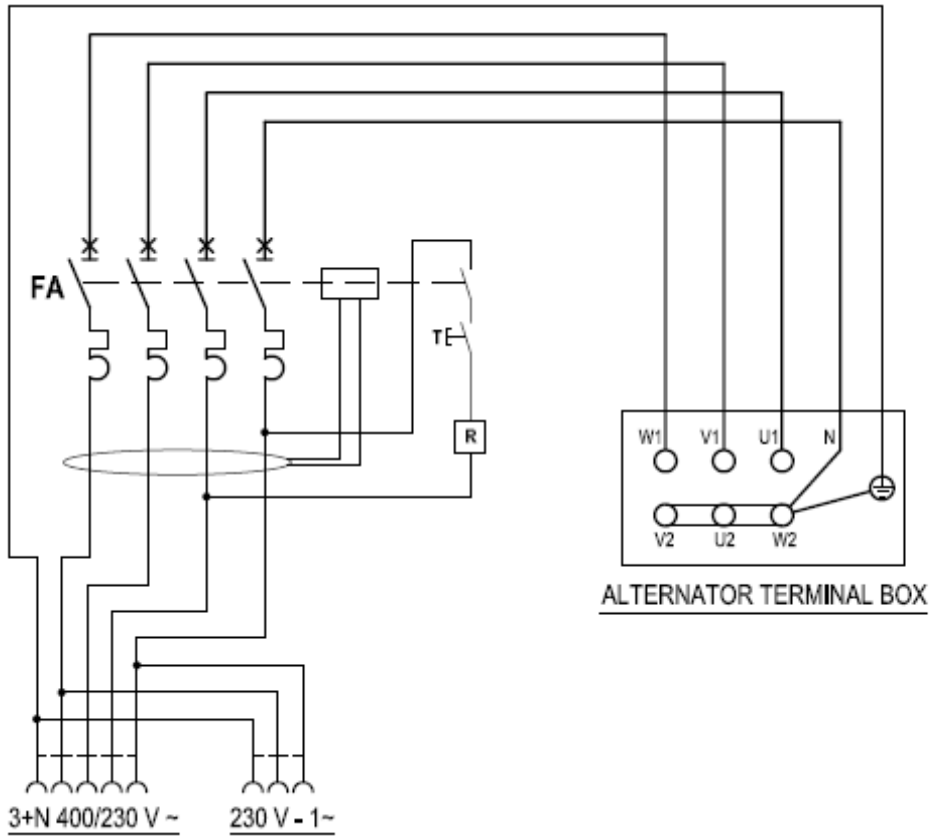 FA
T
R
W1 V1 U1 N
V2 U2 W2
ALTERNATOR TERMINAL BOX
3+N 400/230 V ~ 230 V - 1~